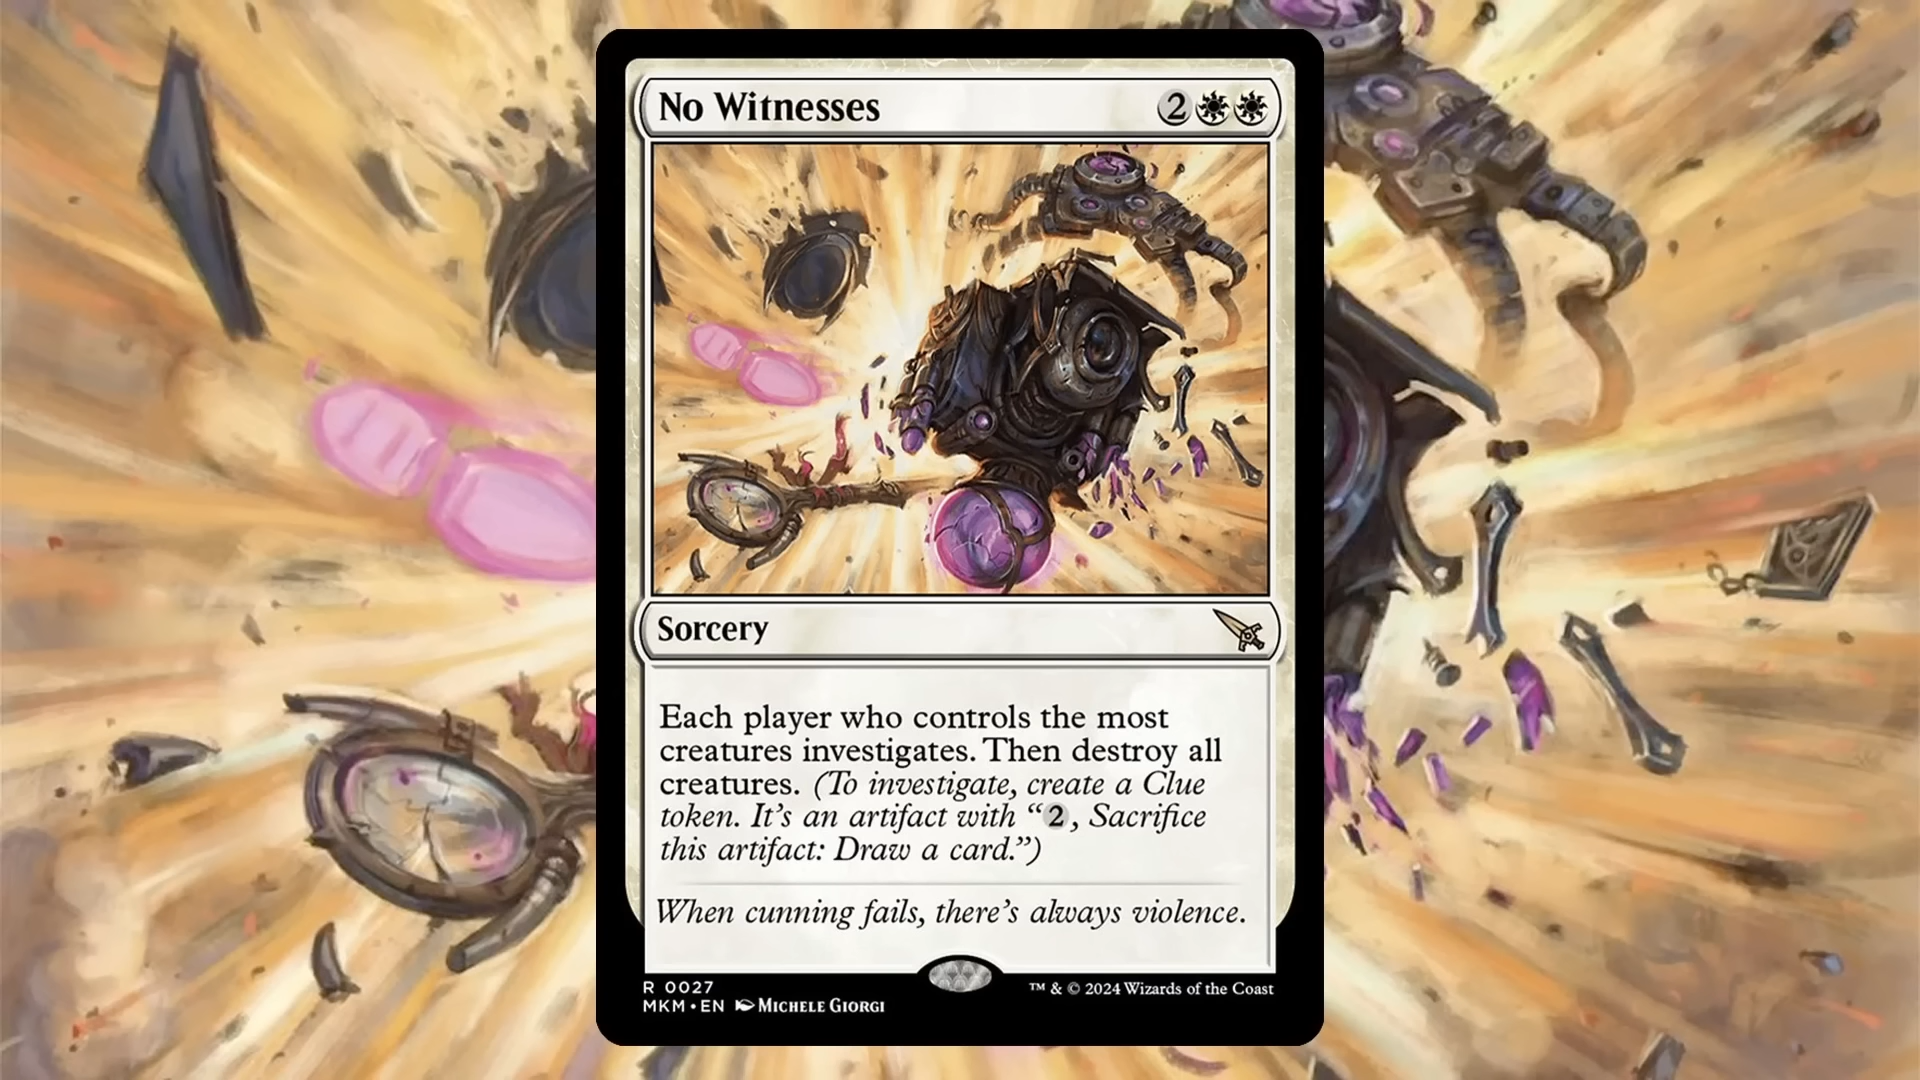 No Witnesses 2
Sorcery
Each player who controls the most
creatures investigates. Then destroy all
creatures. (To investigate, create a Clue
token. It's an artifact with “2, Sacrifice
this artifact: Draw a card.”)
When cunning fails, there's always violence.
R 0027
MKM • EN MICHELE GIORGI
™ & © 2024 Wizards of the Coast